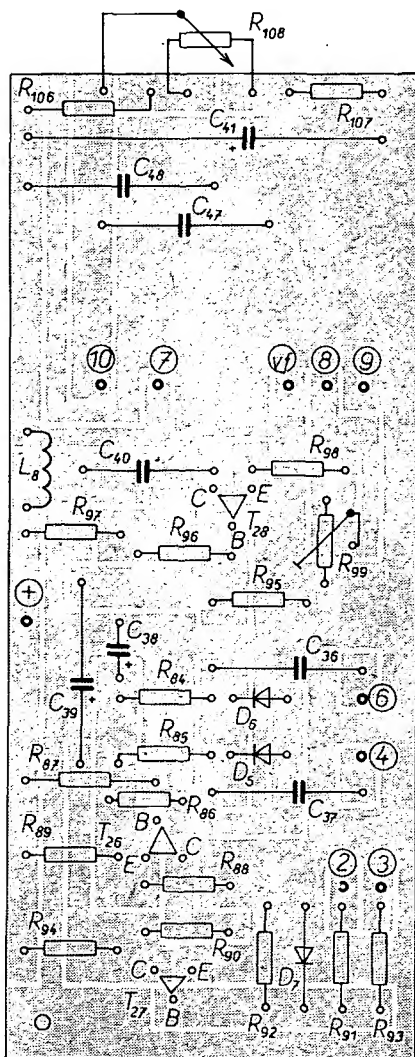 R108
R106
R107
C41
+
C48
C47
10 7 vf 8 9
L8
C40
R98
C E
T28
B
R97
R96
R99
R95
+
C38
C36
+
C39
+
R84
D6
6
R85
D5
4
R87
R86
C37
B
T26
E C
R89
R88
2 3
R94
R90
C E
T27
B
R92
D7
R91
R93